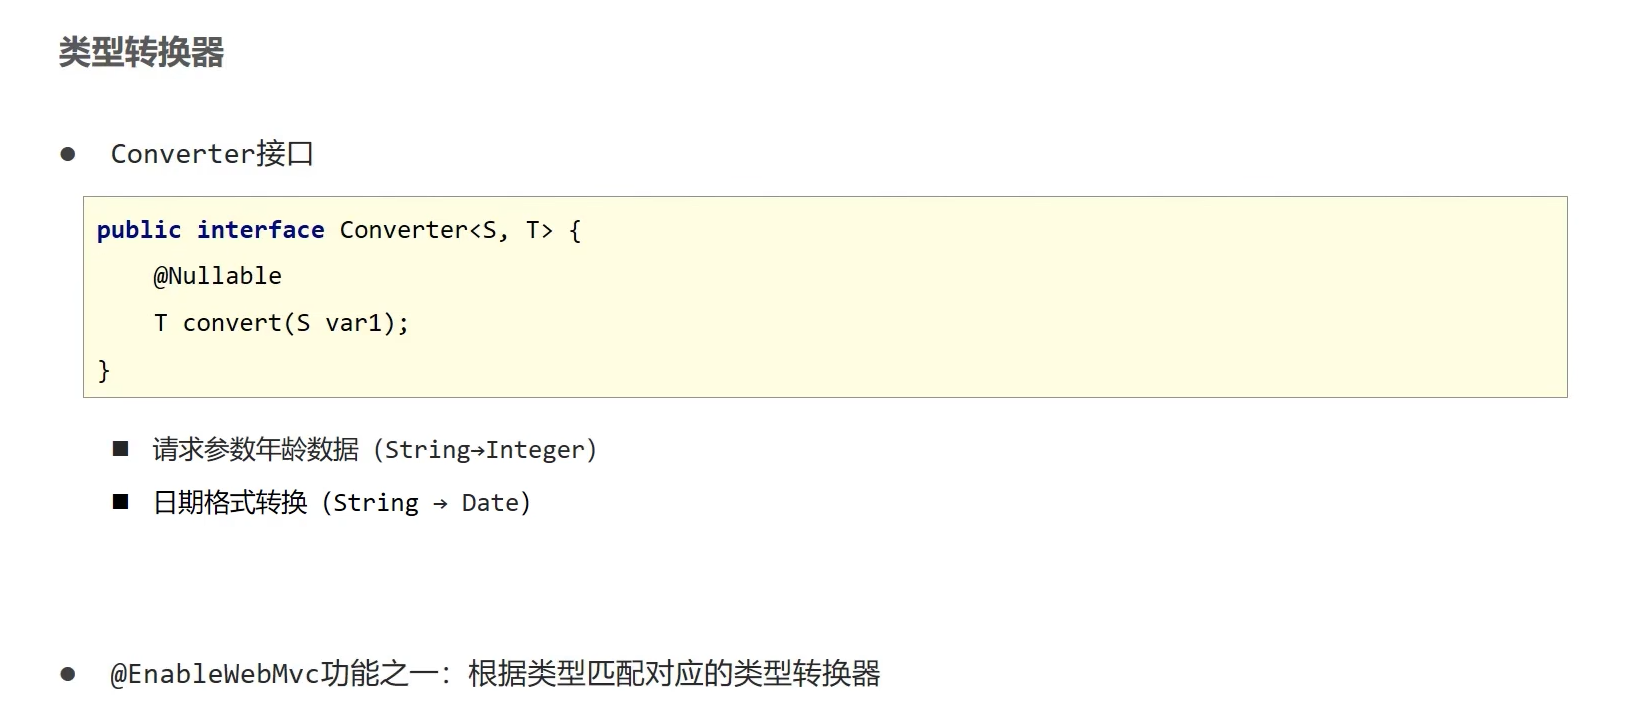 类型转换器
● Converter接口
public interface Converter<S, T> {
    @Nullable
    T convert(S var1);
}
■ 请求参数年龄数据（String→Integer）
■ 日期格式转换（String → Date）
● @EnableWebMvc功能之一：根据类型匹配对应的类型转换器